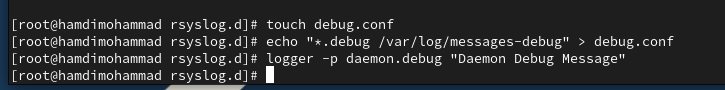 [root@hamdimohammad rsyslog.d]# touch debug.conf
[root@hamdimohammad rsyslog.d]# echo "*.debug /var/log/messages-debug" > debug.conf
[root@hamdimohammad rsyslog.d]# logger -p daemon.debug "Daemon Debug Message"
[root@hamdimohammad rsyslog.d]#